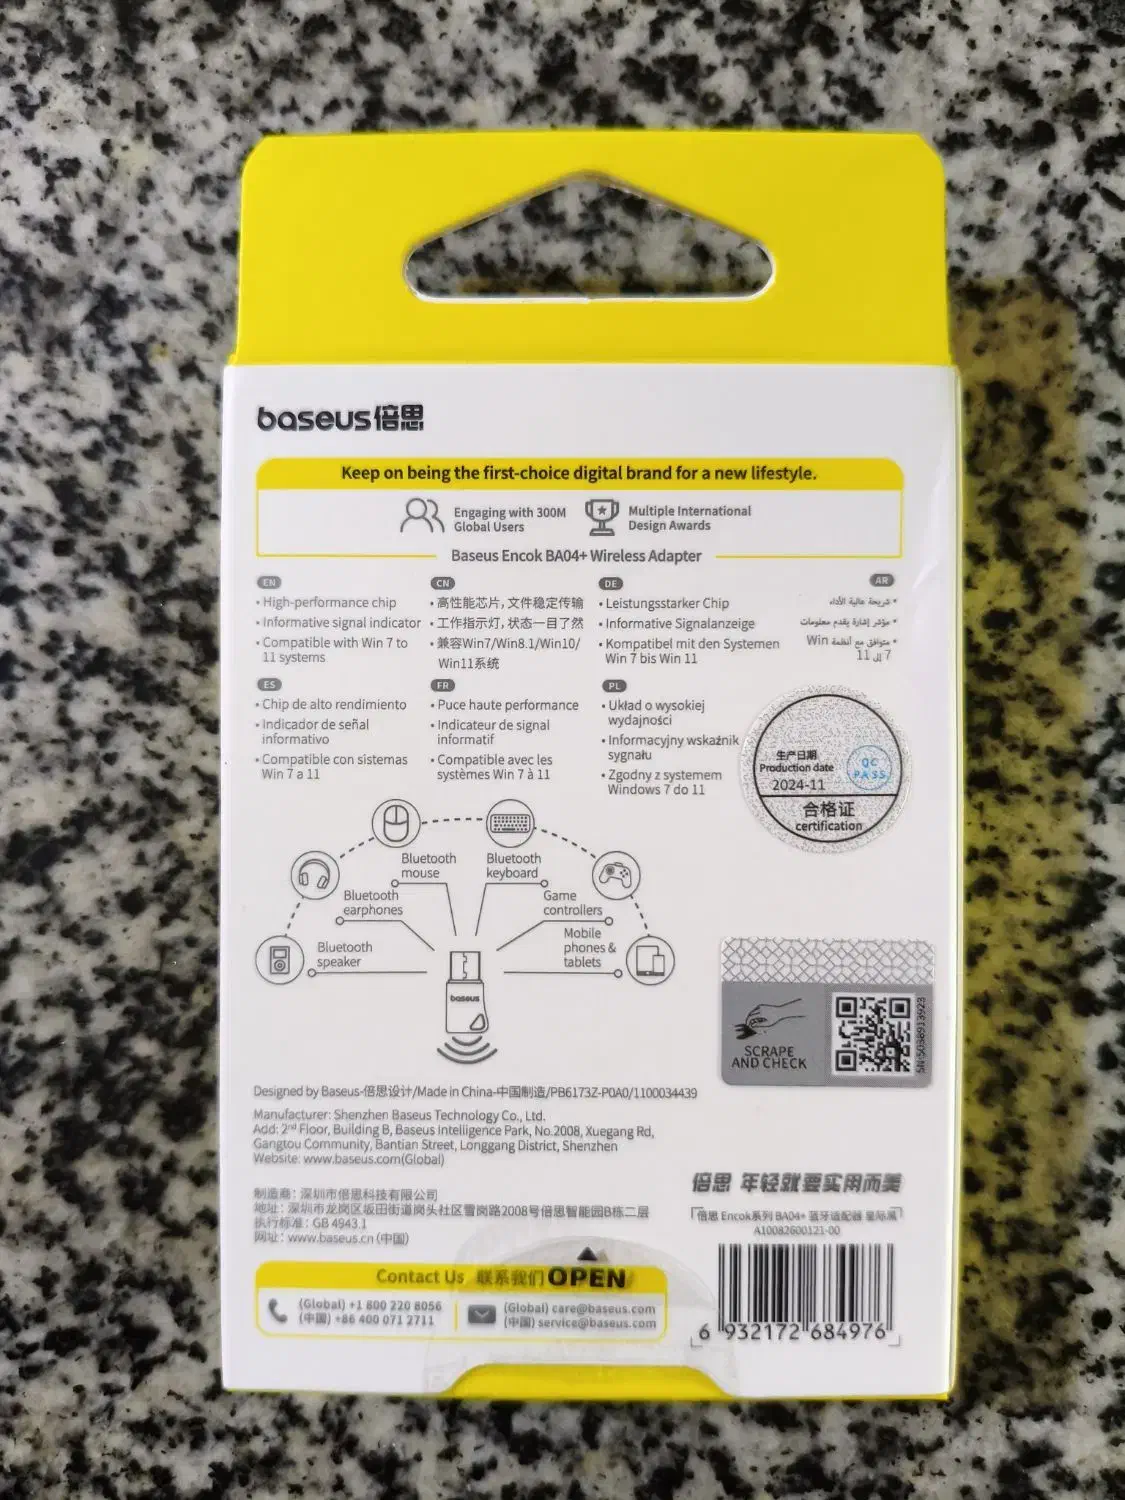 baseus倍思
Keep on being the first-choice digital brand for a new lifestyle.
Engaging with 300M
Global Users
Multiple International
Design Awards
Baseus Encok BA04+ Wireless Adapter
EN
• High-performance chip
• Informative signal indicator
• Compatible with Win 7 to
11 systems
CN
• 高性能芯片，文件稳定传输
• 工作指示灯，状态一目了然
• 兼容Win7/Win8.1/Win10/
Win11系统
DE
• Leistungsstarker Chip
• Informative Signalanzeige
• Kompatibel mit den Systemen
Win 7 bis Win 11
AR
• شريحة عالية الأداء
• مؤشر إشارة يقدم معلومات
• متوافق مع أنظمة Win
7 إلى 11
ES
• Chip de alto rendimiento
• Indicador de señal
informativo
• Compatible con sistemas
Win 7 a 11
FR
• Puce haute performance
• Indicateur de signal
informatif
• Compatible avec les
systèmes Win 7 à 11
PL
• Układ o wysokiej
wydajności
• Informacyjny wskaźnik
sygnału
• Zgodny z systemem
Windows 7 do 11
生产日期
Production date
2024-11
QC
PASS
合格证
certification
Bluetooth
mouse
Bluetooth
keyboard
Bluetooth
earphones
Game
controllers
Bluetooth
speaker
Mobile
phones &
tablets
baseus
SCRAPE
AND CHECK
SN:5038913923
Designed by Baseus-倍思设计/Made in China-中国制造/PB6173Z-P0A0/1100034439
Manufacturer: Shenzhen Baseus Technology Co., Ltd.
Add: 2nd Floor, Building B, Baseus Intelligence Park, No.2008, Xuegang Rd,
Gangtou Community, Bantian Street, Longgang District, Shenzhen
Website: www.baseus.com(Global)
制造商：深圳市倍思科技有限公司
地址：深圳市龙岗区坂田街道岗头社区雪岗路2008号倍思智能园B栋二层
执行标准：GB 4943.1
网址：www.baseus.cn (中国)
倍思 年轻就要实用而美
倍思 Encok系列 BA04+ 蓝牙适配器 星际黑
A10082600121-00
6 932172 684976
Contact Us 联系我们
OPEN
(Global) +1 800 220 8056
(中国) +86 400 071 2711
(Global) care@baseus.com
(中国) service@baseus.com